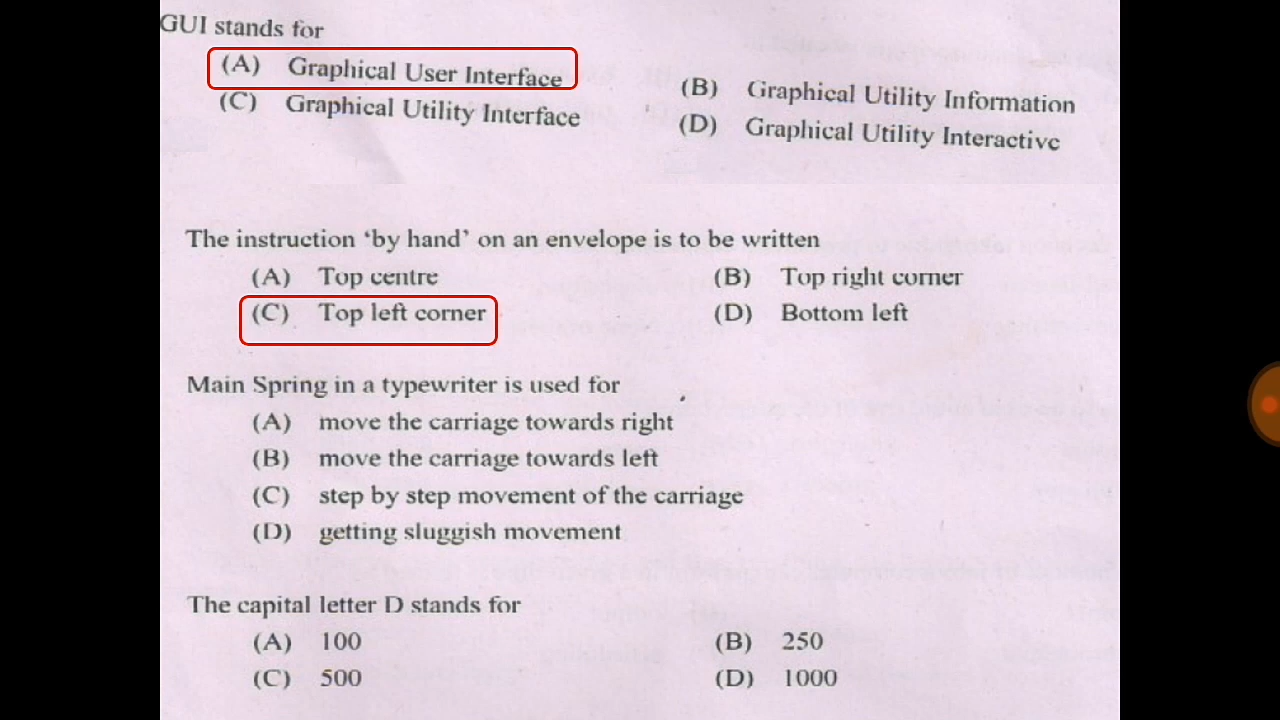 GUI stands for
(A) Graphical User Interface
(B) Graphical Utility Information
(C) Graphical Utility Interface
(D) Graphical Utility Interactive
The instruction ‘by hand’ on an envelope is to be written
(A) Top centre (B) Top right corner
(C) Top left corner (D) Bottom left
Main Spring in a typewriter is used for
(A) move the carriage towards right
(B) move the carriage towards left
(C) step by step movement of the carriage
(D) getting sluggish movement
The capital letter D stands for
(A) 100 (B) 250
(C) 500 (D) 1000